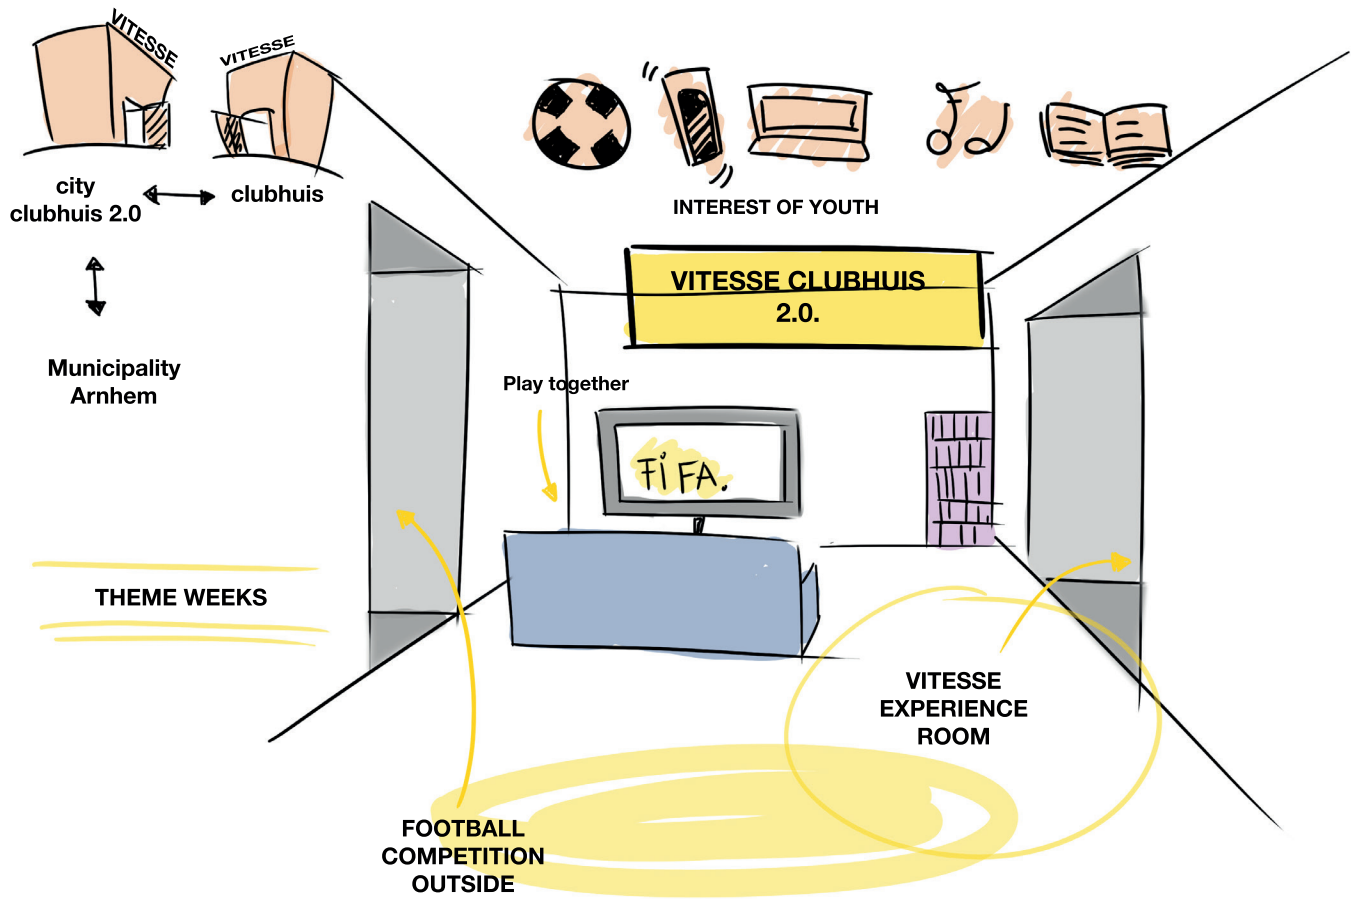 VITESSE
VITESSE
city
clubhuis 2.0
clubhuis
Municipality
Arnhem
INTEREST OF YOUTH
VITESSE CLUBHUIS
2.0.
Play together
FiFA.
THEME WEEKS
VITESSE
EXPERIENCE
ROOM
FOOTBALL
COMPETITION
OUTSIDE